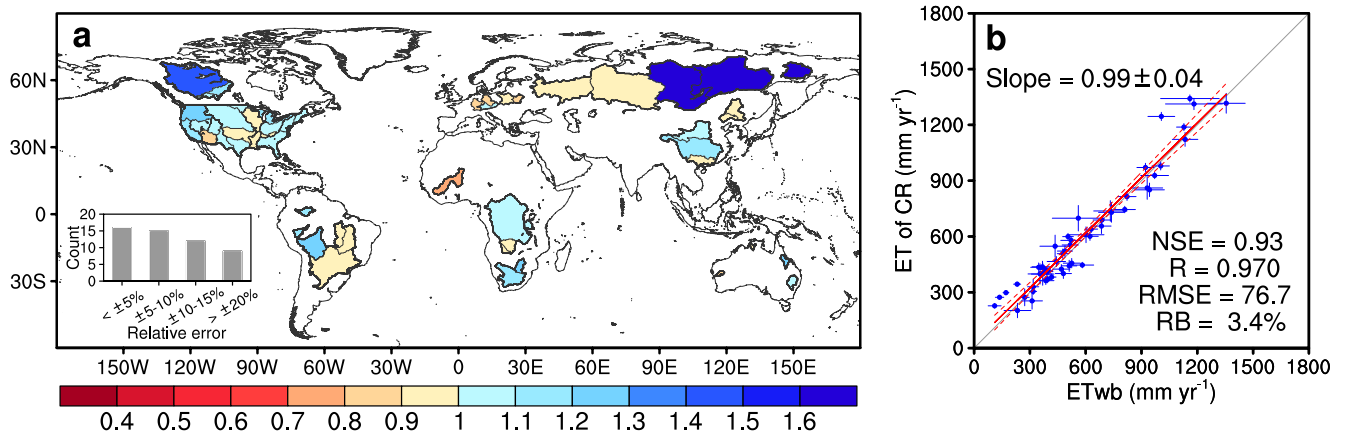 a
60N
30N
0
30S
150W 120W 90W 60W 30W 0 30E 60E 90E 120E 150E
20
15
10
5
0
Count
< ±5%
±5-10%
±10-15%
> ±20%
Relative error
0.4 0.5 0.6 0.7 0.8 0.9 1 1.1 1.2 1.3 1.4 1.5 1.6
b
Slope = 0.99±0.04
NSE = 0.93
R = 0.970
RMSE = 76.7
RB = 3.4%
1800
1500
1200
900
600
300
0
ET of CR (mm yr⁻¹)
0 300 600 900 1200 1500 1800
ETwb (mm yr⁻¹)